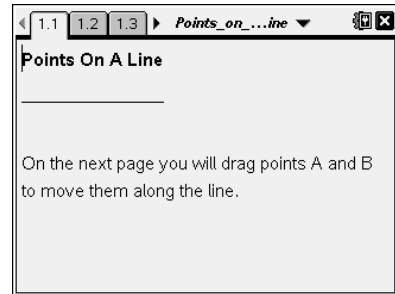 1.1 1.2 1.3 Points_on_...ine
Points On A Line
On the next page you will drag points A and B
to move them along the line.